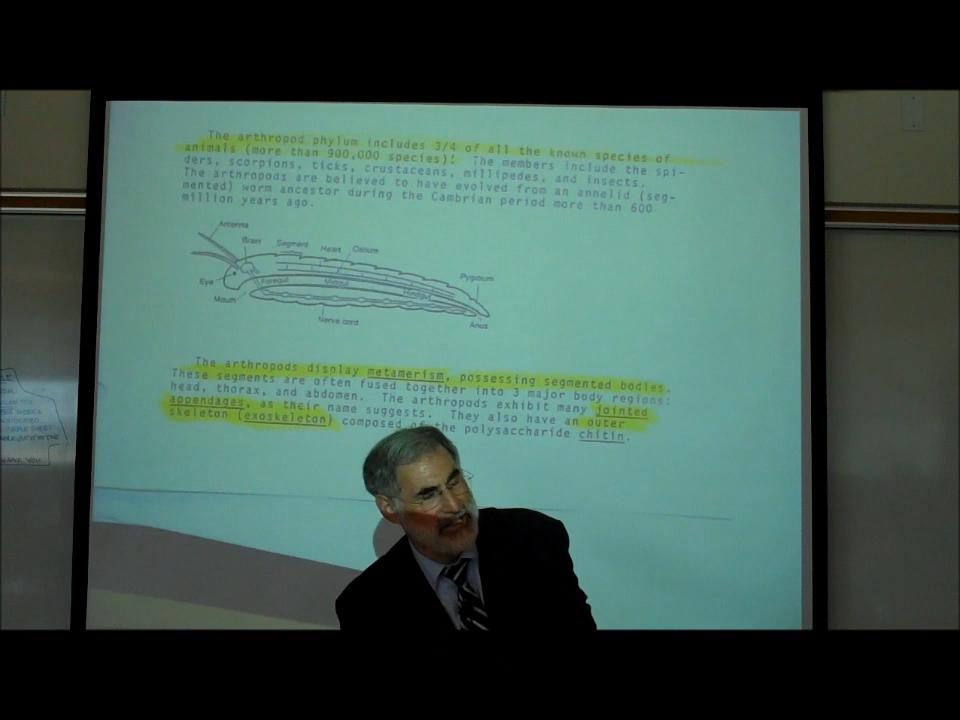 The arthropod phylum includes 3/4 of all the known species of
animals (more than 900,000 species)! The members include the spi-
ders, scorpions, ticks, crustaceans, millipedes, and insects.
The arthropods are believed to have evolved from an annelid (seg-
mented) worm ancestor during the Cambrian period more than 600
million years ago.
Antenna
Brain
Segment
Heart
Ostium
Eye
Foregut
Midgut
Hindgut
Pygidium
Mouth
Nerve cord
Anus
The arthropods display metamerism, possessing segmented bodies.
These segments are often fused together into 3 major body regions:
head, thorax, and abdomen. The arthropods exhibit many jointed
appendages, as their name suggests. They also have an outer
skeleton (exoskeleton) composed of the polysaccharide chitin.